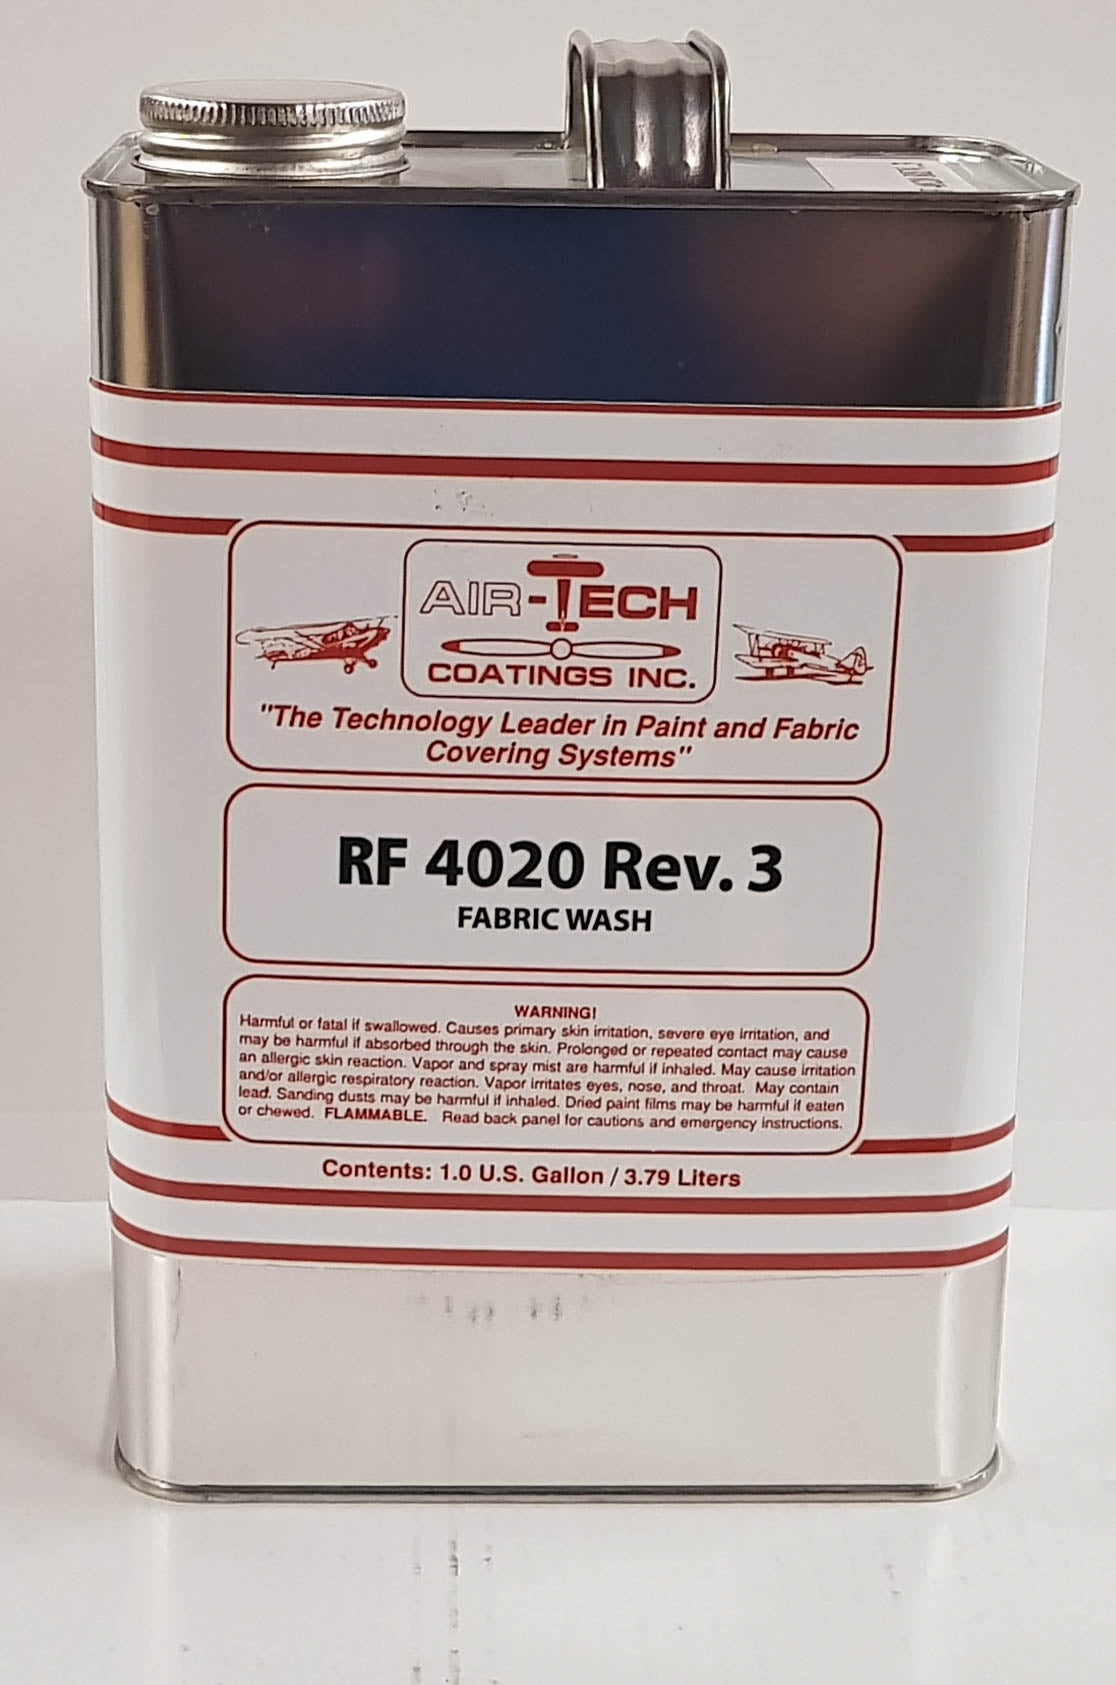 AIR-TECH
COATINGS INC.
"The Technology Leader in Paint and Fabric
Covering Systems"
RF 4020 Rev. 3
FABRIC WASH
WARNING!
Harmful or fatal if swallowed. Causes primary skin irritation, severe eye irritation, and
may be harmful if absorbed through the skin. Prolonged or repeated contact may cause
an allergic skin reaction. Vapor and spray mist are harmful if inhaled. May cause irritation
and/or allergic respiratory reaction. Vapor irritates eyes, nose, and throat. May contain
lead. Sanding dusts may be harmful if inhaled. Dried paint films may be harmful if eaten
or chewed. FLAMMABLE. Read back panel for cautions and emergency instructions.
Contents: 1.0 U.S. Gallon / 3.79 Liters